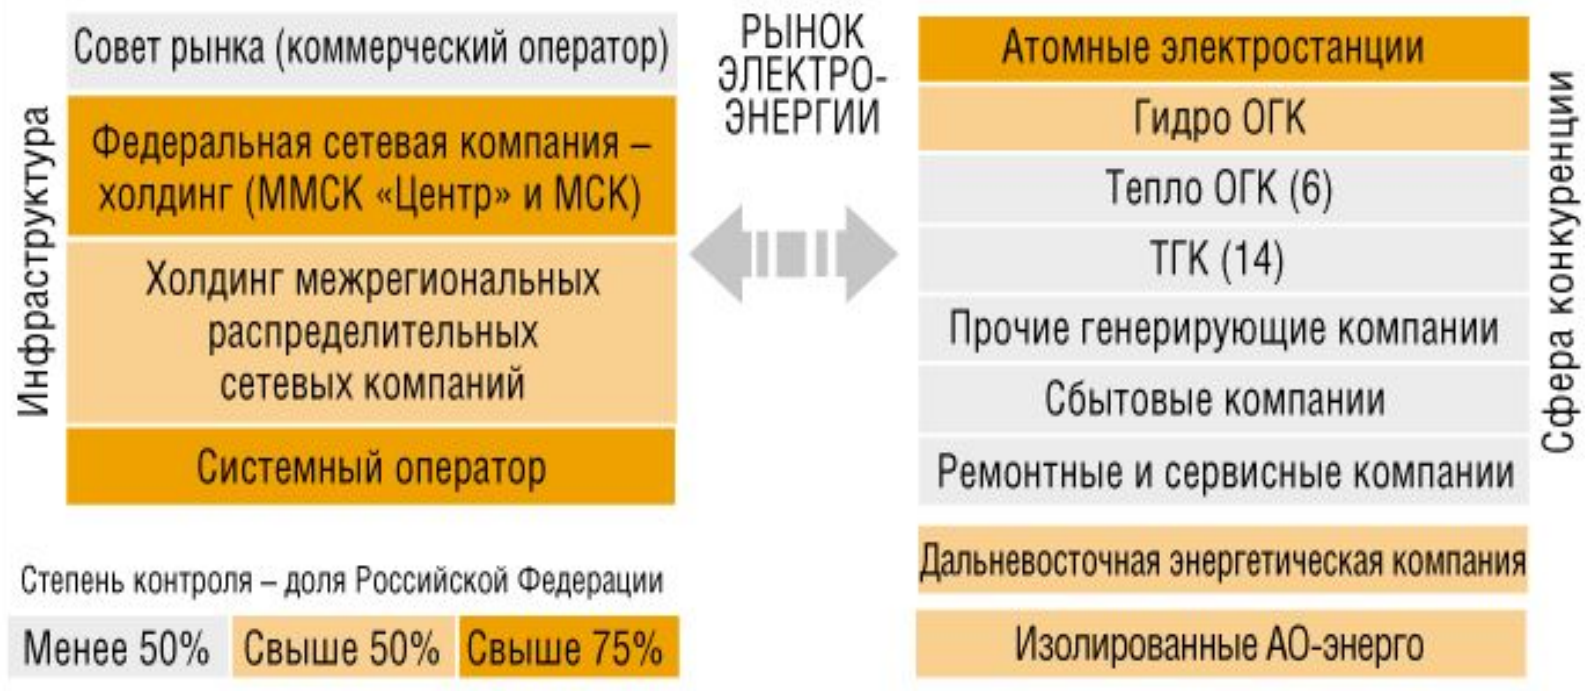 Инфраструктура
Совет рынка (коммерческий оператор)
Федеральная сетевая компания –
холдинг (ММСК «Центр» и МСК)
Холдинг межрегиональных
распределительных
сетевых компаний
Системный оператор
РЫНОК
ЭЛЕКТРО-
ЭНЕРГИИ
Атомные электростанции
Гидро ОГК
Тепло ОГК (6)
ТГК (14)
Прочие генерирующие компании
Сбытовые компании
Ремонтные и сервисные компании
Сфера конкуренции
Дальневосточная энергетическая компания
Изолированные АО-энерго
Степень контроля – доля Российской Федерации
Менее 50%
Свыше 50%
Свыше 75%